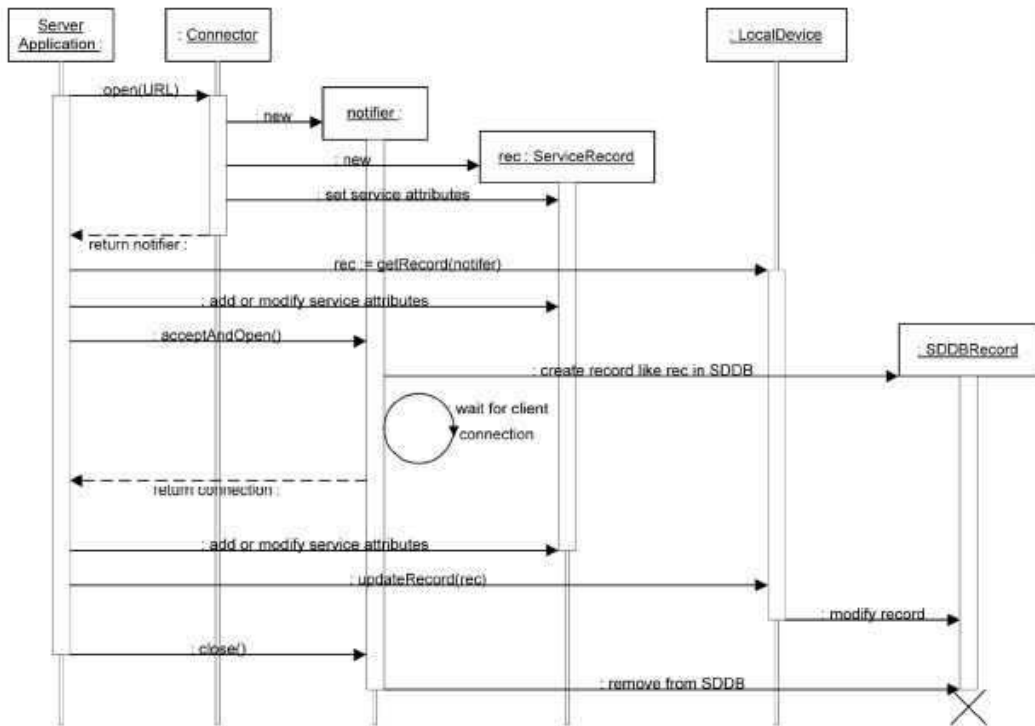 Server
Application :
: Connector
: LocalDevice
: open(URL)
: new
notifier :
: new
rec : ServiceRecord
: set service attributes
return notifier :
rec := getRecord(notifer)
: add or modify service attributes
: acceptAndOpen()
: SDDBRecord
: create record like rec in SDDB
: wait for client
connection
return connection :
: add or modify service attributes
: updateRecord(rec)
: modify record
: close()
: remove from SDDB